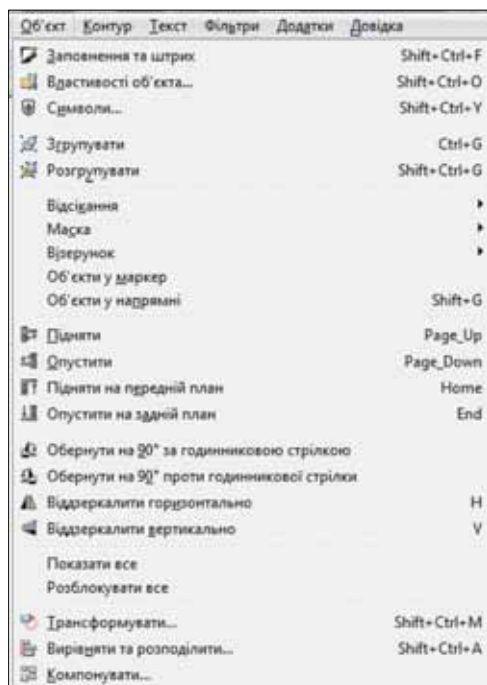 Об'єкт Контур Текст Фільтри Додатки Довідка
Заповнення та штрих Shift+Ctrl+F
Властивості об'єкта... Shift+Ctrl+O
Символи... Shift+Ctrl+Y
Згрупувати Ctrl+G
Розгрупувати Shift+Ctrl+G
Відсікання
Маска
Візерунок
Об'єкти у маркер
Об'єкти у напрямні Shift+G
Підняти Page_Up
Опустити Page_Down
Підняти на передній план Home
Опустити на задній план End
Обернути на 90° за годинниковою стрілкою
Обернути на 90° проти годинникової стрілки
Віддзеркалити горизонтально H
Віддзеркалити вертикально V
Показати все
Розблокувати все
Трансформувати... Shift+Ctrl+M
Вирівняти та розподілити... Shift+Ctrl+A
Компонувати...